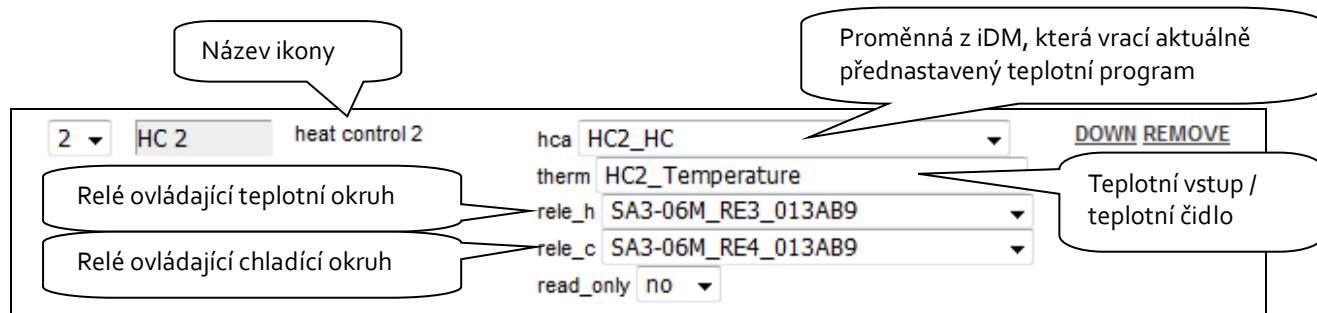 Název ikony
Proměnná z iDM, která vrací aktuálně
přednastavený teplotní program
2 HC 2 heat control 2 hca HC2_HC DOWN REMOVE
therm HC2_Temperature
Teplotní vstup /
teplotní čidlo
Relé ovládající teplotní okruh
rele_h SA3-06M_RE3_013AB9
rele_c SA3-06M_RE4_013AB9
Relé ovládající chladící okruh
read_only no